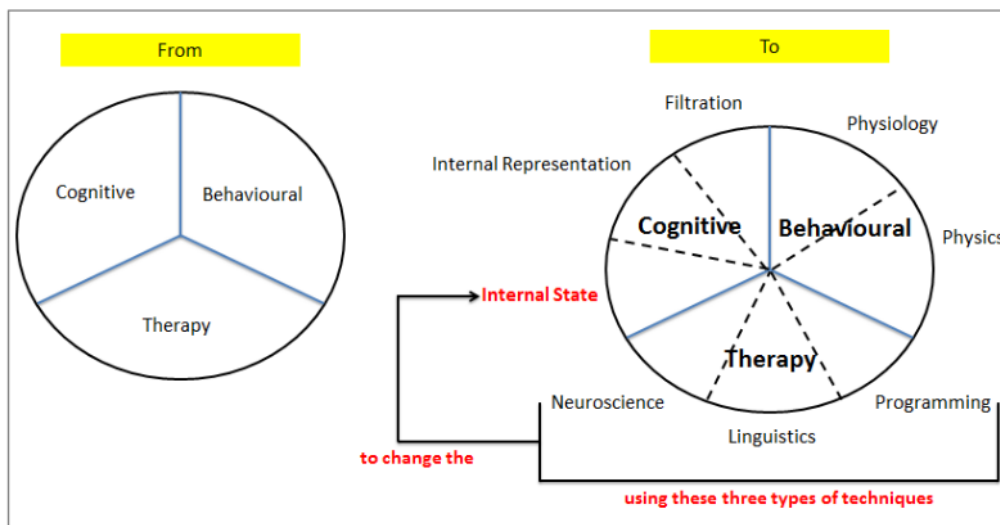 From
To
Cognitive
Behavioural
Therapy
Filtration
Physiology
Internal Representation
Cognitive
Behavioural
Physics
Internal State
Therapy
Neuroscience
Programming
Linguistics
to change the
using these three types of techniques